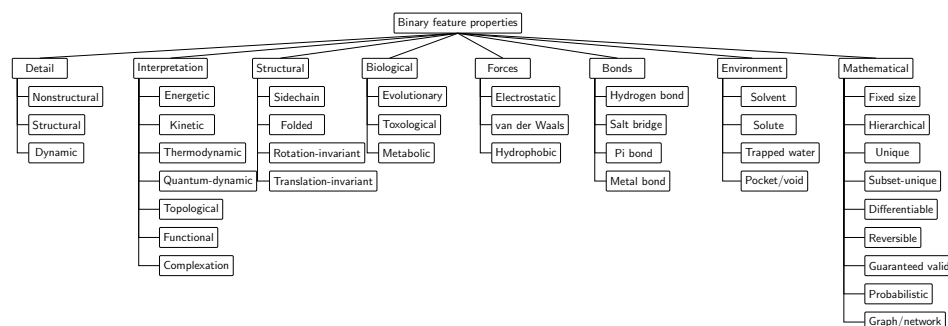 Binary feature properties
Detail
Nonstructural
Structural
Dynamic
Interpretation
Energetic
Kinetic
Thermodynamic
Quantum-dynamic
Topological
Functional
Complexation
Structural
Sidechain
Folded
Rotation-invariant
Translation-invariant
Biological
Evolutionary
Toxological
Metabolic
Forces
Electrostatic
van der Waals
Hydrophobic
Bonds
Hydrogen bond
Salt bridge
Pi bond
Metal bond
Environment
Solvent
Solute
Trapped water
Pocket/void
Mathematical
Fixed size
Hierarchical
Unique
Subset-unique
Differentiable
Reversible
Guaranteed valid
Probabilistic
Graph/network